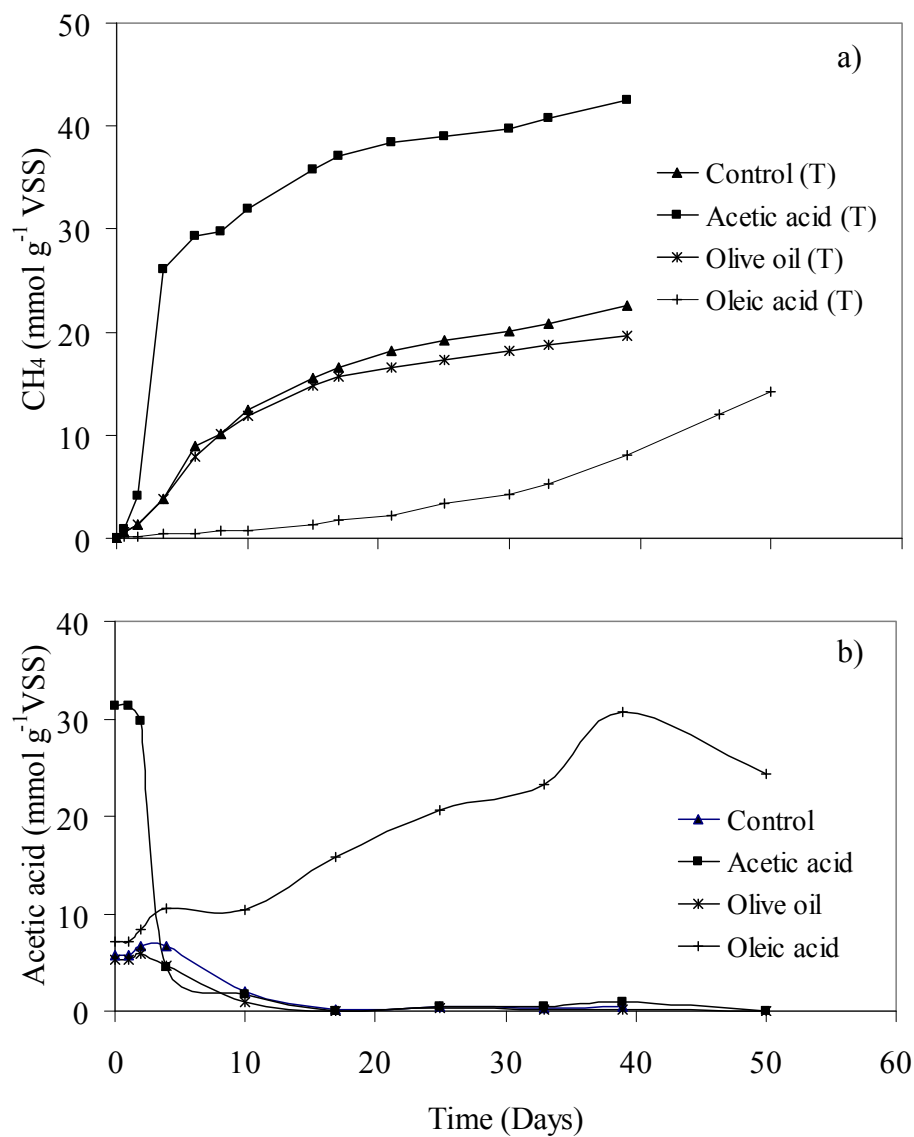 50
a)
40
Control (T)
Acetic acid (T)
30
Olive oil (T)
Oleic acid (T)
20
10
0
CH₄ (mmol g⁻¹ VSS)
40
b)
30
20
Control
Acetic acid
Olive oil
10
Oleic acid
0
Acetic acid (mmol g⁻¹VSS)
0 10 20 30 40 50 60
Time (Days)